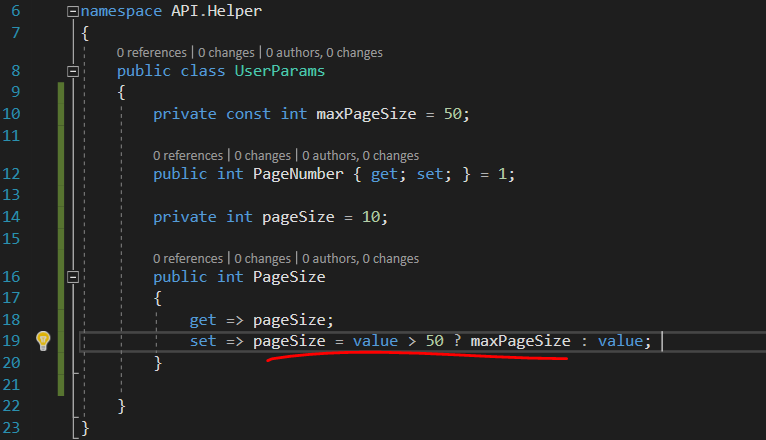 6 namespace API.Helper
7 {
0 references | 0 changes | 0 authors, 0 changes
8 public class UserParams
9 {
10 private const int maxPageSize = 50;
11
0 references | 0 changes | 0 authors, 0 changes
12 public int PageNumber { get; set; } = 1;
13
14 private int pageSize = 10;
15
0 references | 0 changes | 0 authors, 0 changes
16 public int PageSize
17 {
18 get => pageSize;
19 set => pageSize = value > 50 ? maxPageSize : value;
20 }
21
22 }
23 }